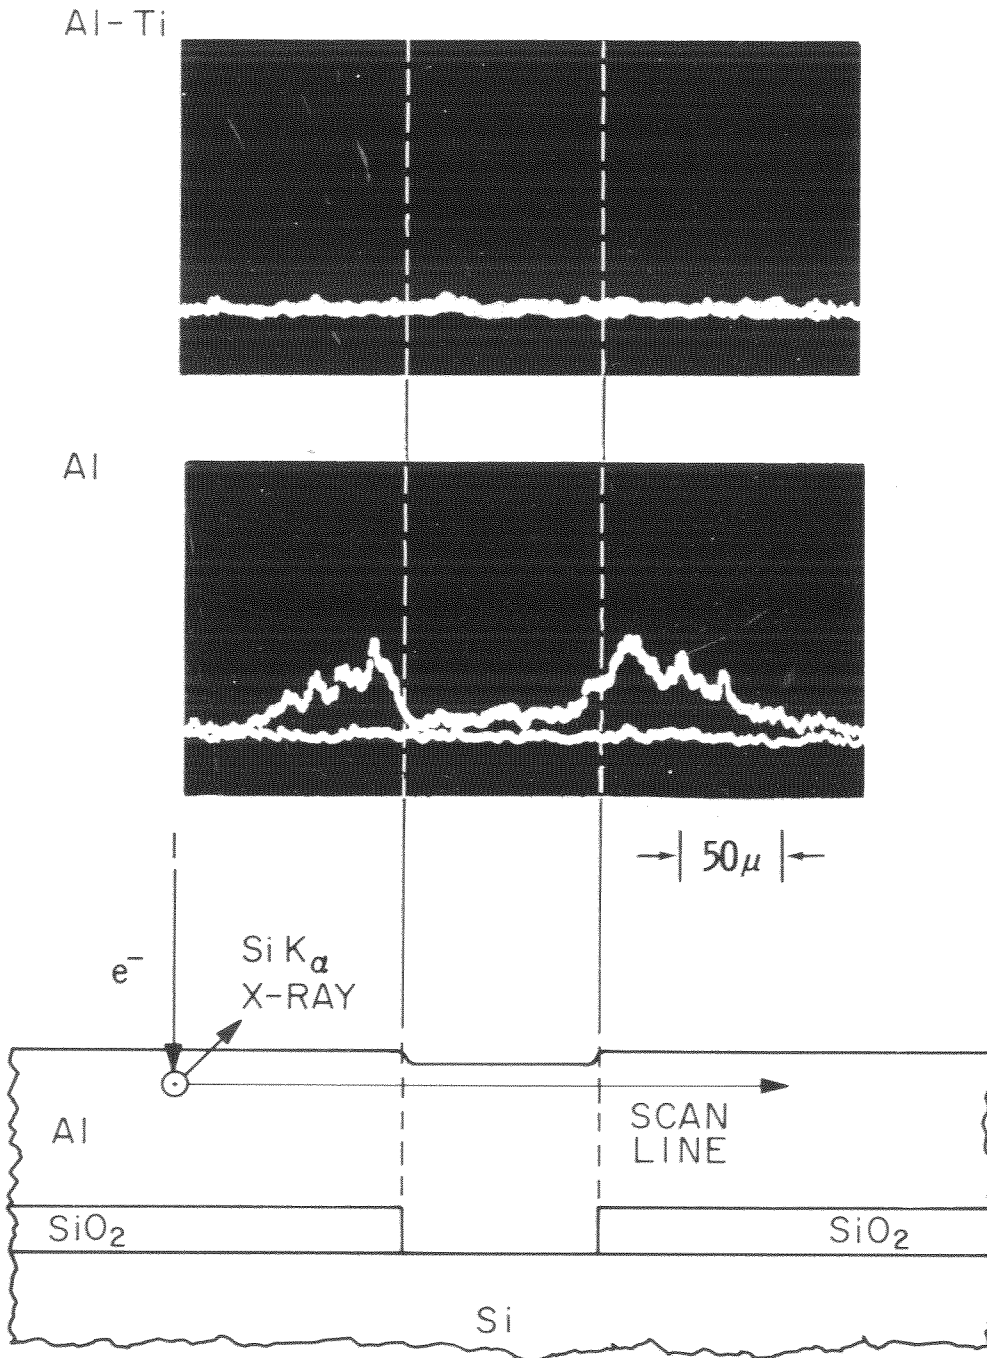 Al-Ti
Al
50μ
e⁻
Si Kα
X-RAY
SCAN
LINE
Al
SiO₂
SiO₂
Si